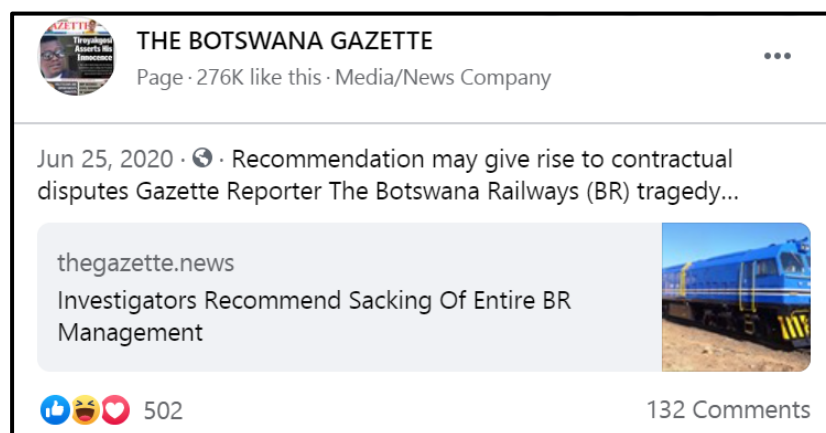 GAZETTE
Tiroyakgosi
Asserts His
Innocence
THE BOTSWANA GAZETTE
Page · 276K like this · Media/News Company
Jun 25, 2020 · · Recommendation may give rise to contractual
disputes Gazette Reporter The Botswana Railways (BR) tragedy...
thegazette.news
Investigators Recommend Sacking Of Entire BR
Management
502
132 Comments